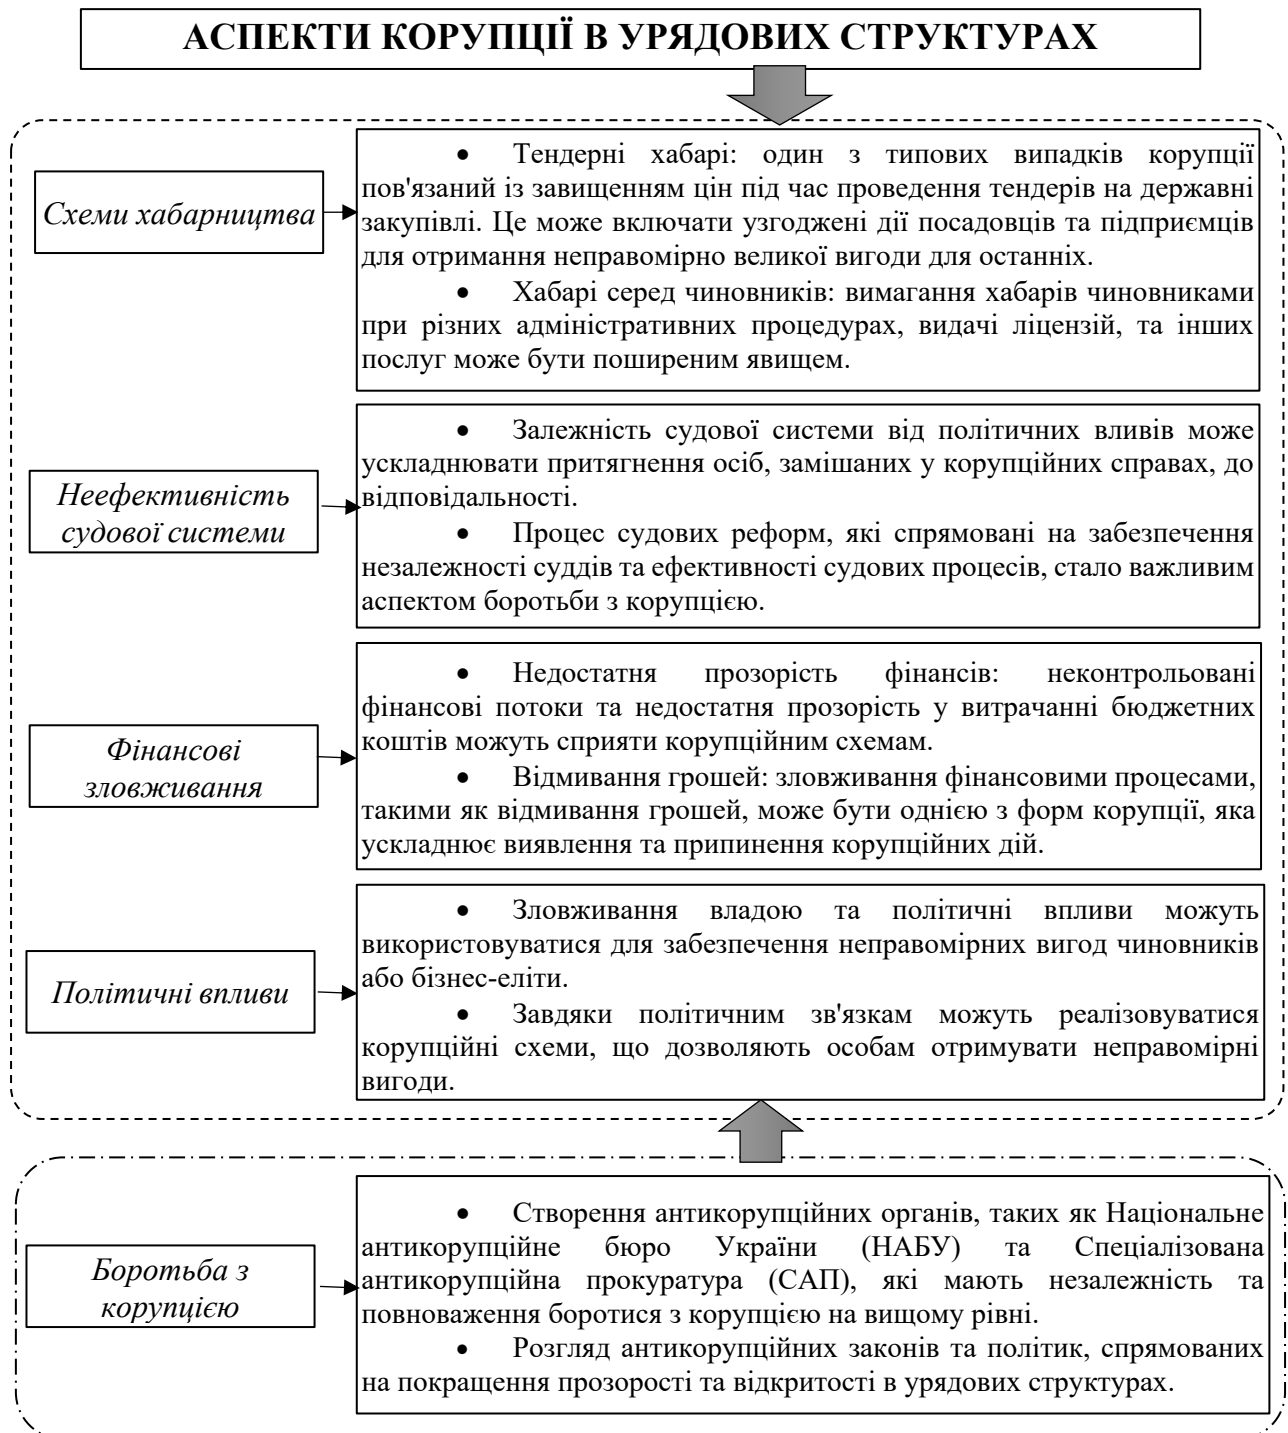 АСПЕКТИ КОРУПЦІЇ В УРЯДОВИХ СТРУКТУРАХ
Схеми хабарництва
• Тендерні хабарі: один з типових випадків корупції
пов'язаний із завищенням цін під час проведення тендерів на державні
закупівлі. Це може включати узгоджені дії посадовців та підприємців
для отримання неправомірно великої вигоди для останніх.
• Хабарі серед чиновників: вимагання хабарів чиновниками
при різних адміністративних процедурах, видачі ліцензій, та інших
послуг може бути поширеним явищем.
Неефективність
судової системи
• Залежність судової системи від політичних вливів може
ускладнювати притягнення осіб, замішаних у корупційних справах, до
відповідальності.
• Процес судових реформ, які спрямовані на забезпечення
незалежності суддів та ефективності судових процесів, стало важливим
аспектом боротьби з корупцією.
Фінансові
зловживання
• Недостатня прозорість фінансів: неконтрольовані
фінансові потоки та недостатня прозорість у витрачанні бюджетних
коштів можуть сприяти корупційним схемам.
• Відмивання грошей: зловживання фінансовими процесами,
такими як відмивання грошей, може бути однією з форм корупції, яка
ускладнює виявлення та припинення корупційних дій.
Політичні впливи
• Зловживання владою та політичні впливи можуть
використовуватися для забезпечення неправомірних вигод чиновників
або бізнес-еліти.
• Завдяки політичним зв'язкам можуть реалізовуватися
корупційні схеми, що дозволяють особам отримувати неправомірні
вигоди.
Боротьба з
корупцією
• Створення антикорупційних органів, таких як Національне
антикорупційне бюро України (НАБУ) та Спеціалізована
антикорупційна прокуратура (САП), які мають незалежність та
повноваження боротися з корупцією на вищому рівні.
• Розгляд антикорупційних законів та політик, спрямованих
на покращення прозорості та відкритості в урядових структурах.